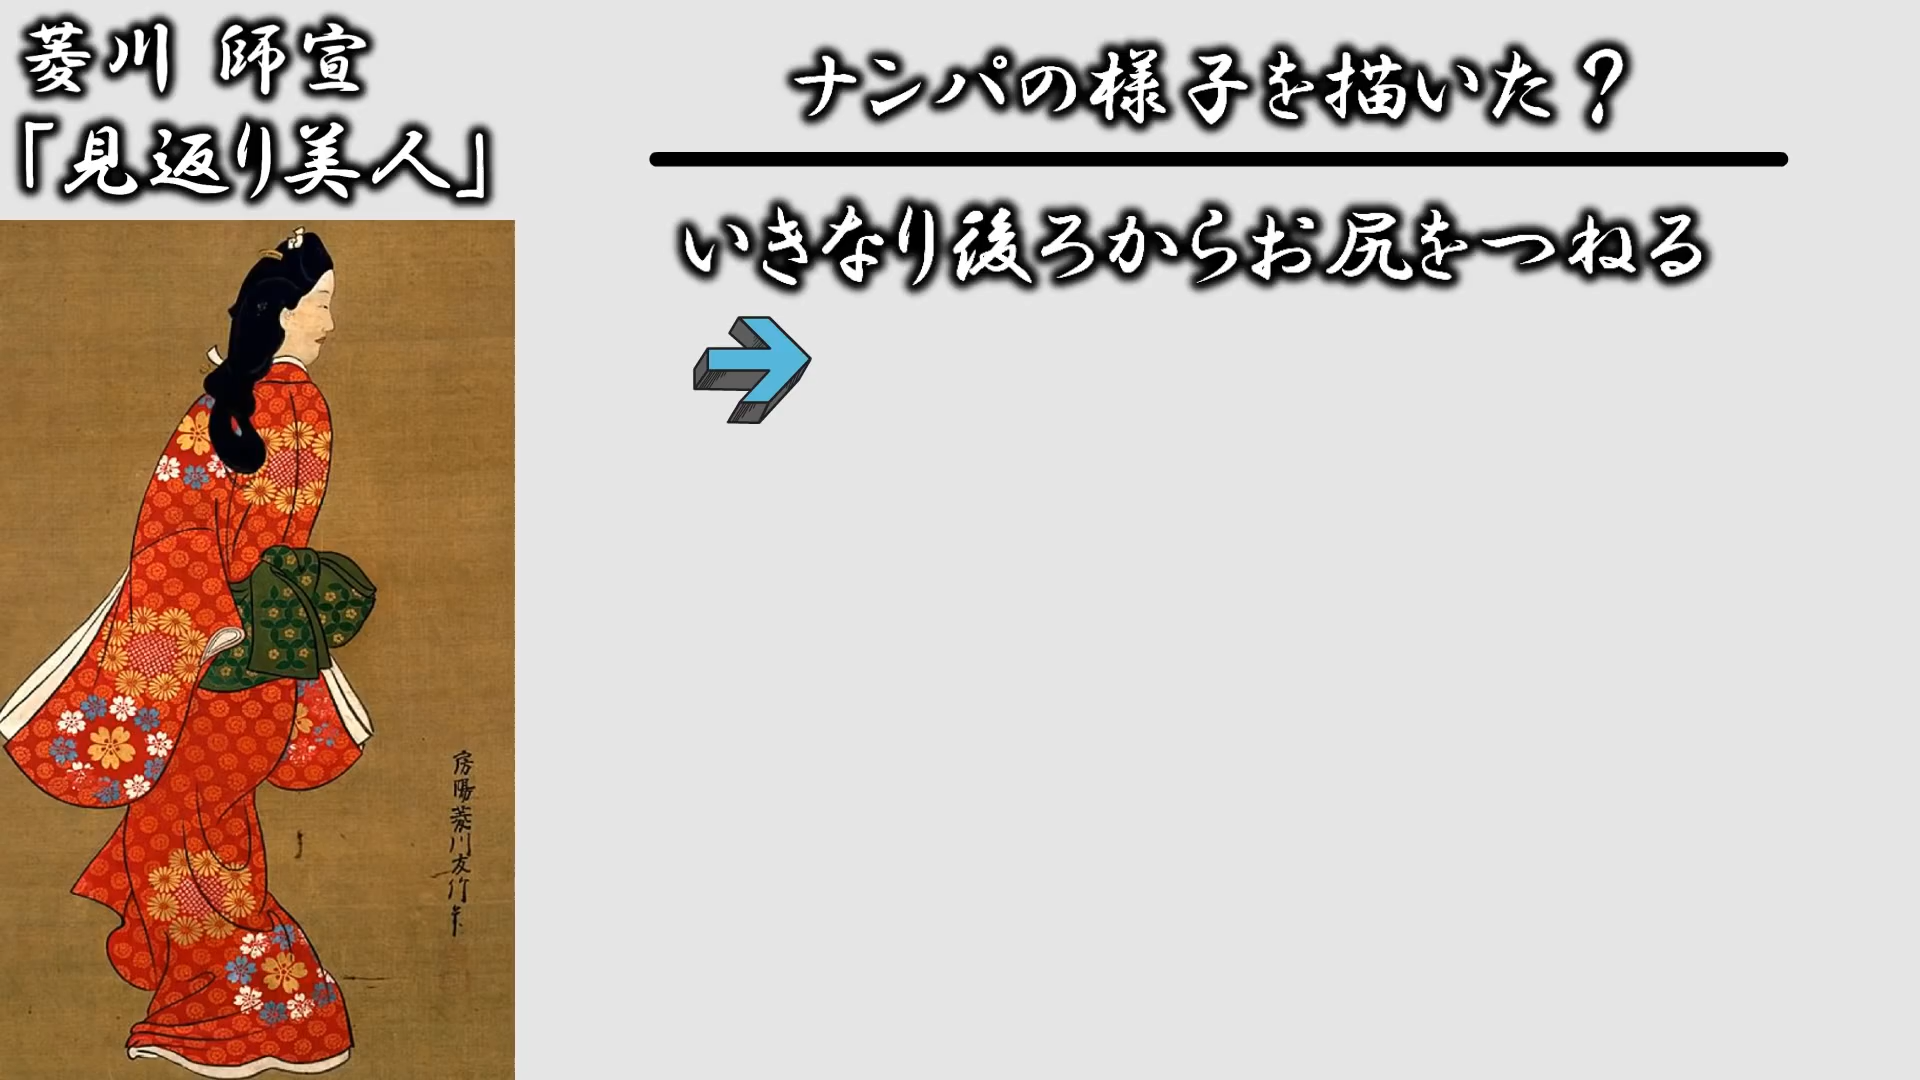 菱川 師宣
「見返り美人」
ナンパの様子を描いた?
いきなり後ろからお尻をつねる
房陽菱川友竹筆